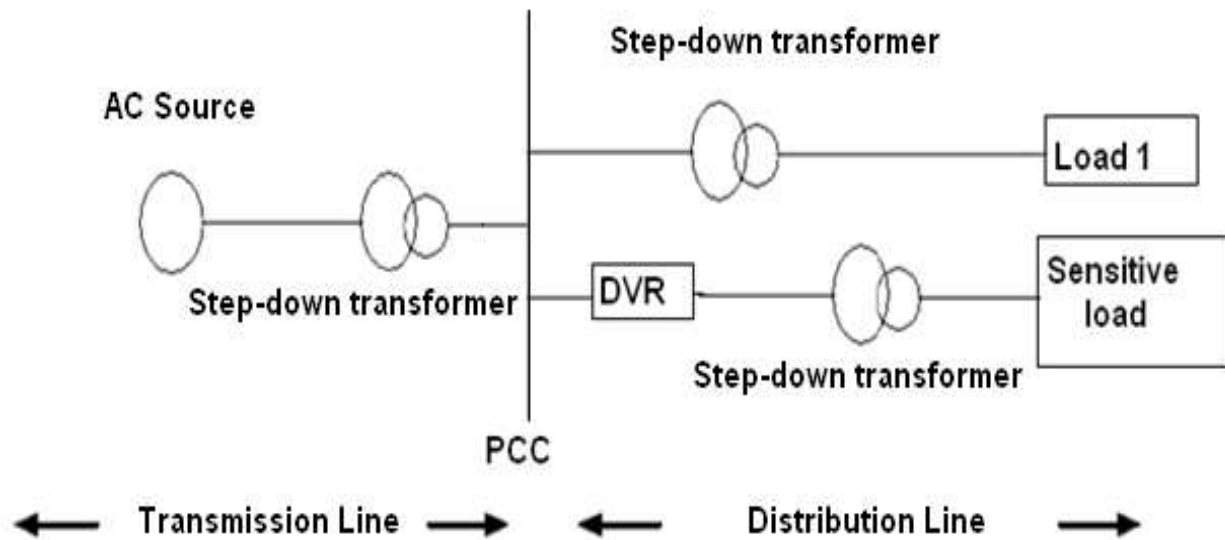 Step-down transformer
AC Source
Load 1
Step-down transformer
DVR
Sensitive
load
Step-down transformer
PCC
Transmission Line
Distribution Line